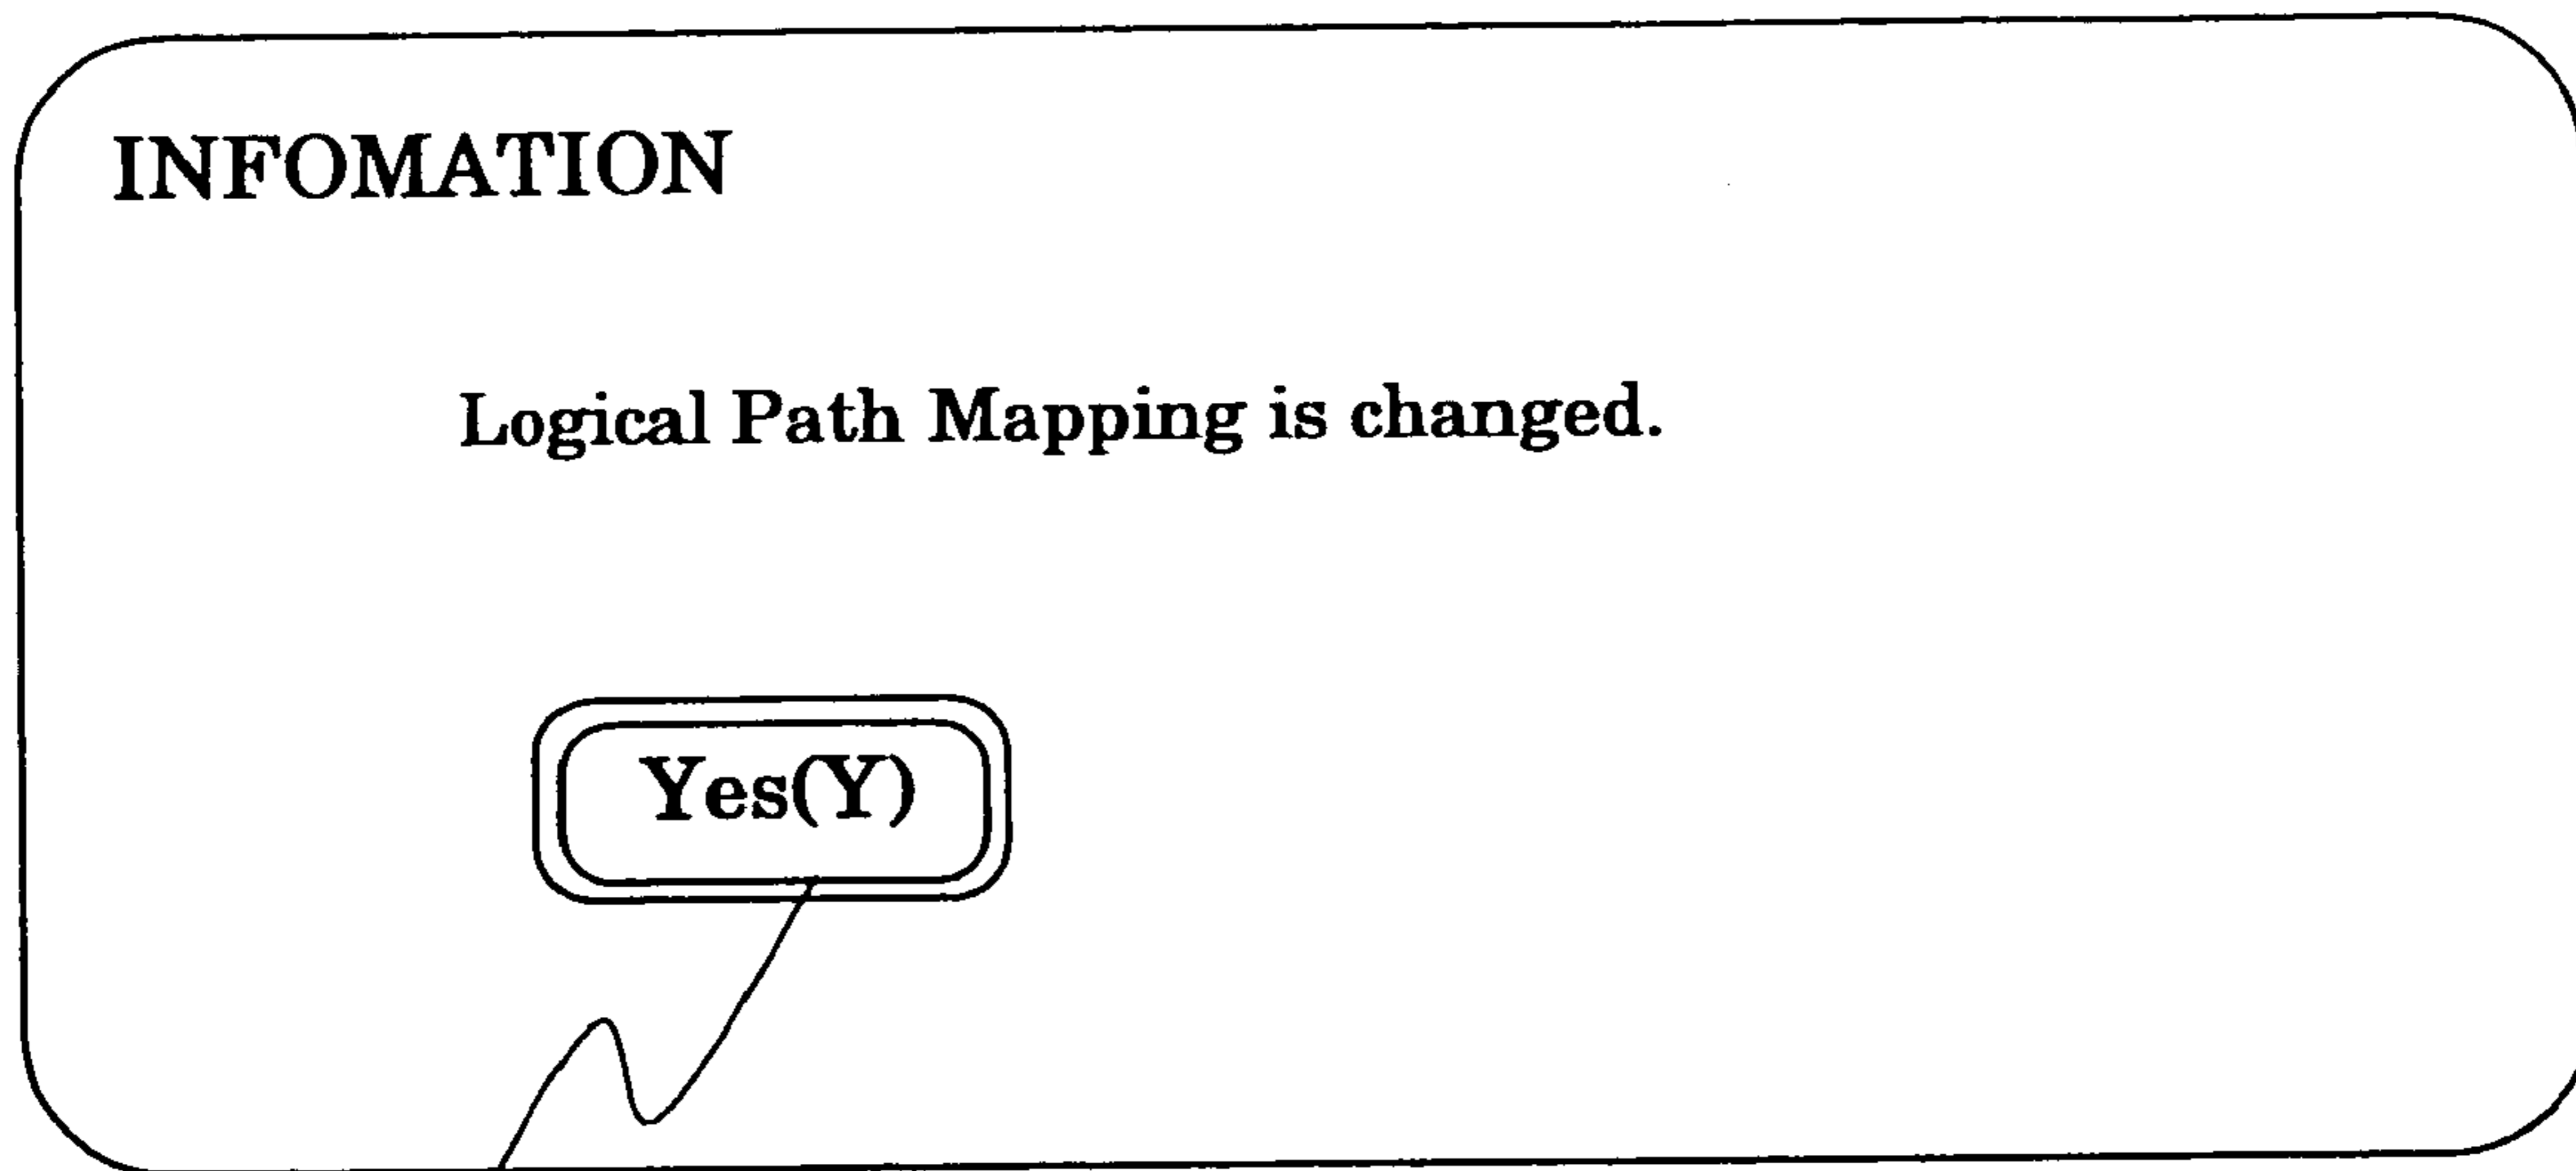 INFOMATION
Logical Path Mapping is changed.
Yes(Y)